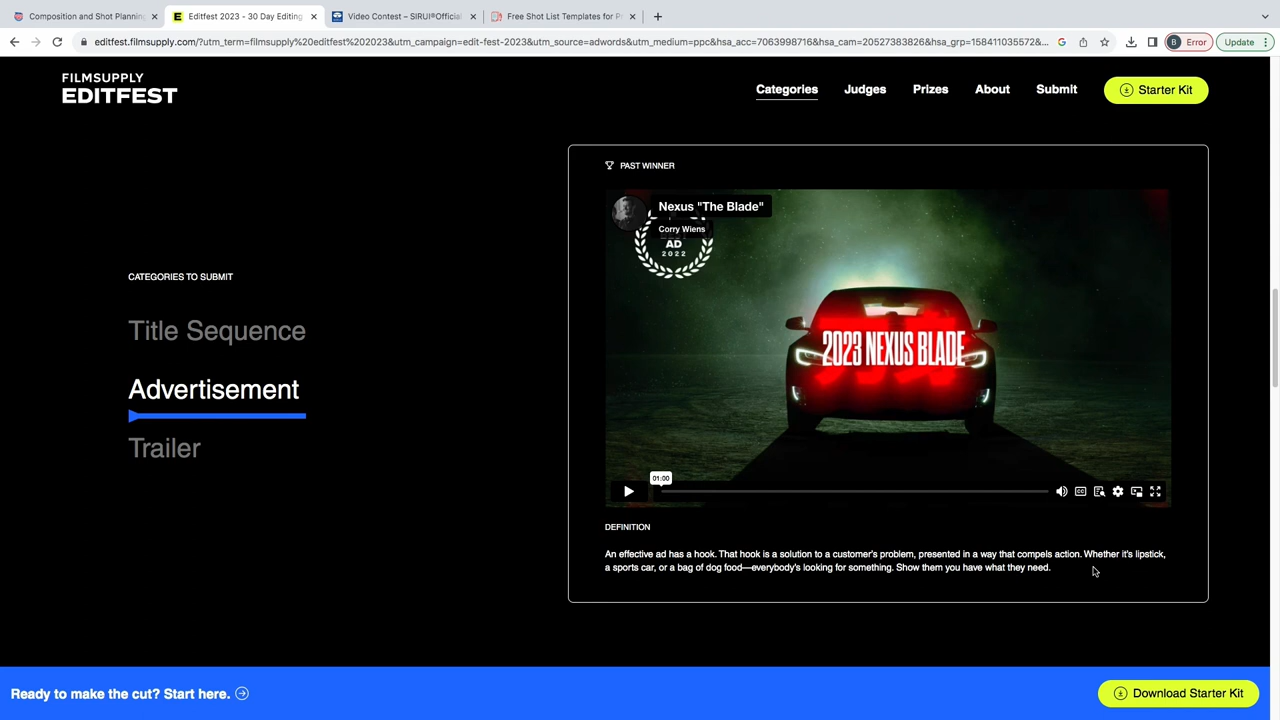 Composition and Shot Planning
Editfest 2023 - 30 Day Editing
Video Contest – SIRUI®Official
Free Shot List Templates for P
editfest.filmsupply.com/?utm_term=filmsupply%20editfest%202023&utm_campaign=edit-fest-2023&utm_source=adwords&utm_medium=ppc&hsa_acc=7063998716&hsa_cam=20527383826&hsa_grp=158411035572&...
B Error
Update
FILMSUPPLY
EDITFEST
Categories
Judges
Prizes
About
Submit
Starter Kit
PAST WINNER
Nexus "The Blade"
Corry Wiens
AD
2022
2023 NEXUS BLADE
CATEGORIES TO SUBMIT
Title Sequence
Advertisement
Trailer
01:00
CC
DEFINITION
An effective ad has a hook. That hook is a solution to a customer's problem, presented in a way that compels action. Whether it's lipstick,
a sports car, or a bag of dog food—everybody's looking for something. Show them you have what they need.
Ready to make the cut? Start here.
Download Starter Kit